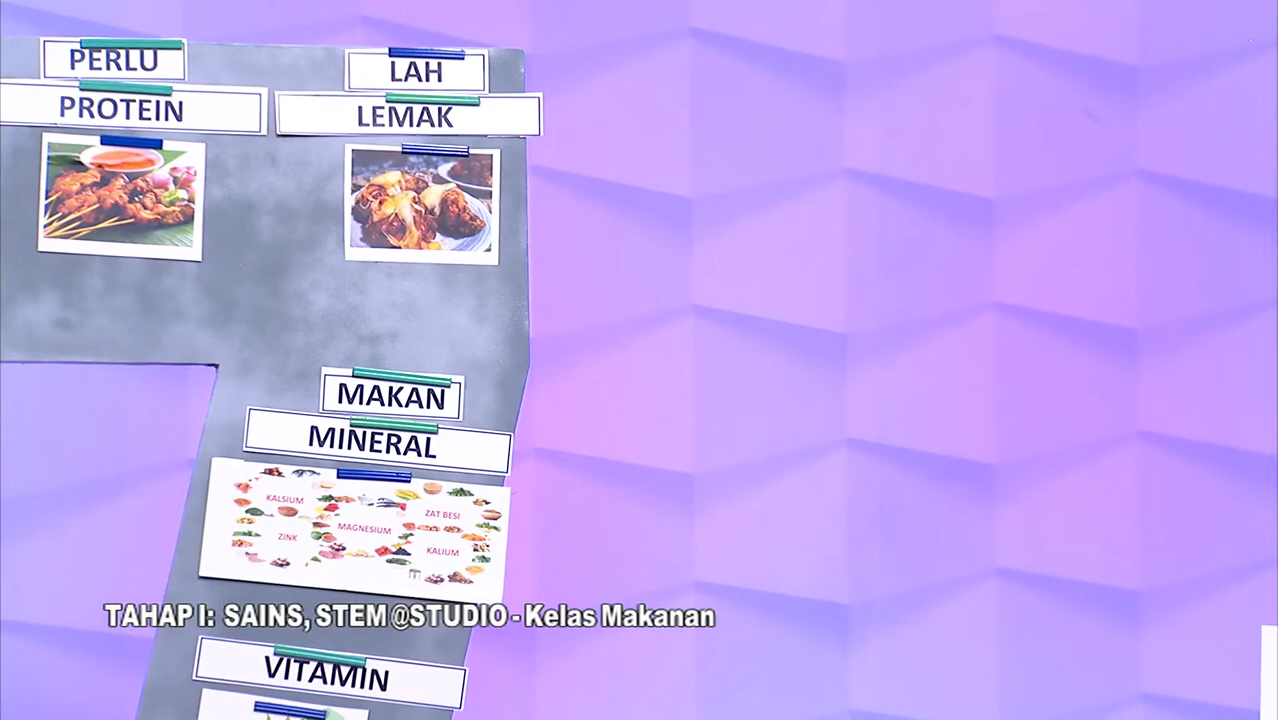 PERLU
PROTEIN
LAH
LEMAK
MAKAN
MINERAL
KALSIUM
ZAT BESI
MAGNESIUM
ZINK
KALIUM
TAHAP I: SAINS, STEM @STUDIO - Kelas Makanan
VITAMIN